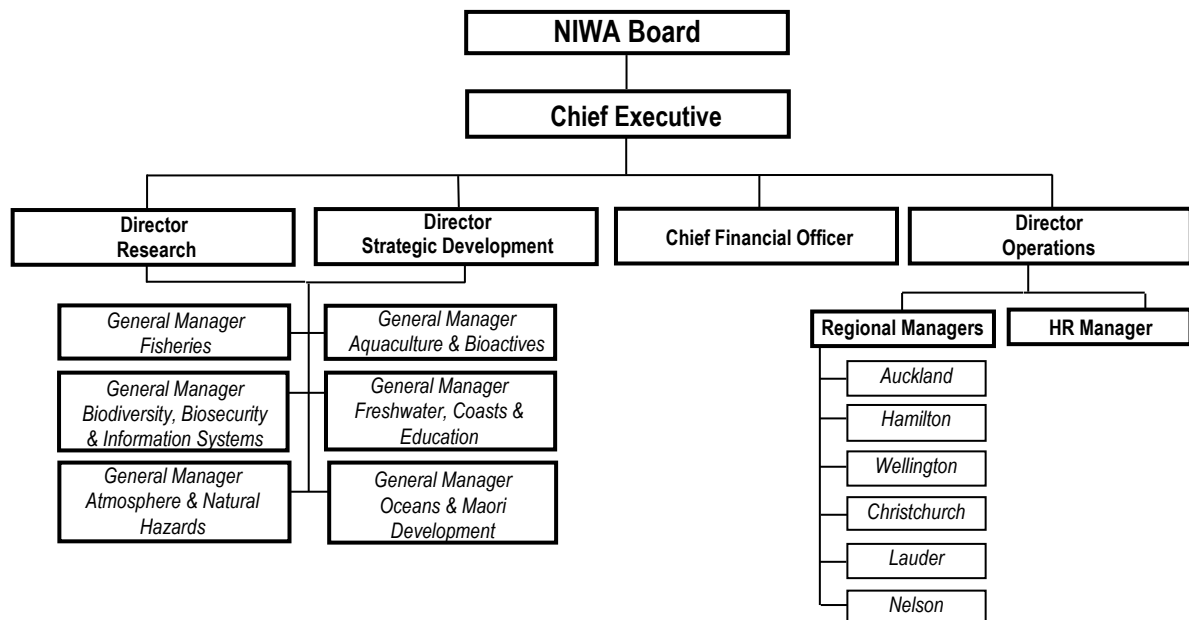 NIWA Board
Chief Executive
Director
Research
Director
Strategic Development
Chief Financial Officer
Director
Operations
General Manager
Fisheries
General Manager
Aquaculture & Bioactives
General Manager
Biodiversity, Biosecurity
& Information Systems
General Manager
Freshwater, Coasts &
Education
General Manager
Atmosphere & Natural
Hazards
General Manager
Oceans & Maori
Development
Regional Managers
HR Manager
Auckland
Hamilton
Wellington
Christchurch
Lauder
Nelson